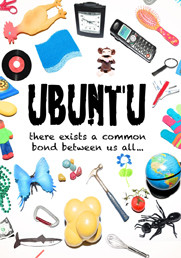 UBUNTU
there exists a common
bond between us all...